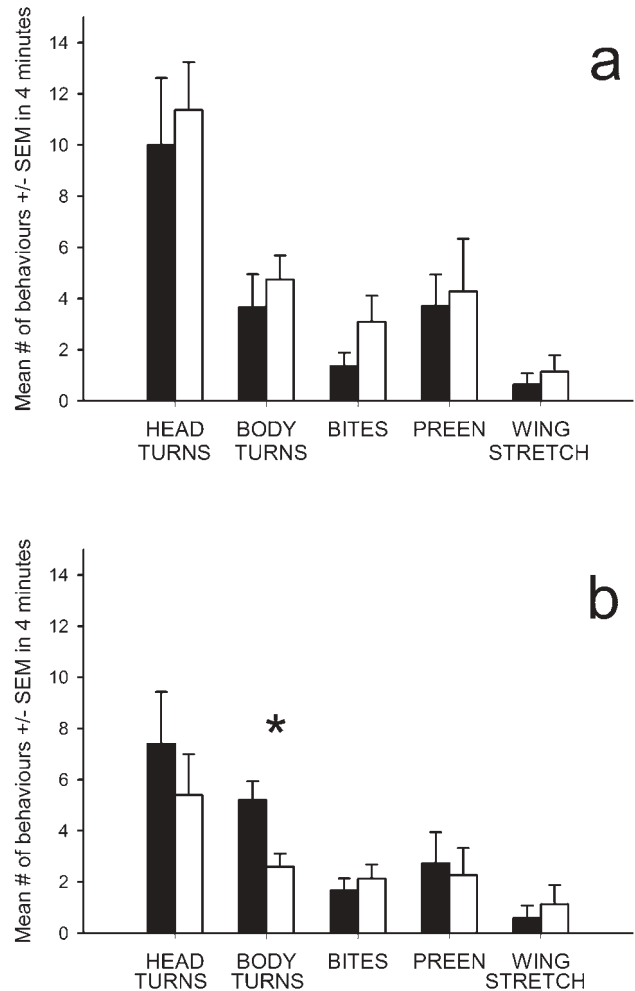 a
Mean # of behaviours +/- SEM in 4 minutes
14
12
10
8
6
4
2
0
HEAD TURNS
BODY TURNS
BITES
PREEN
WING STRETCH
b
Mean # of behaviours +/- SEM in 4 minutes
14
12
10
8
6
4
2
0
*
HEAD TURNS
BODY TURNS
BITES
PREEN
WING STRETCH